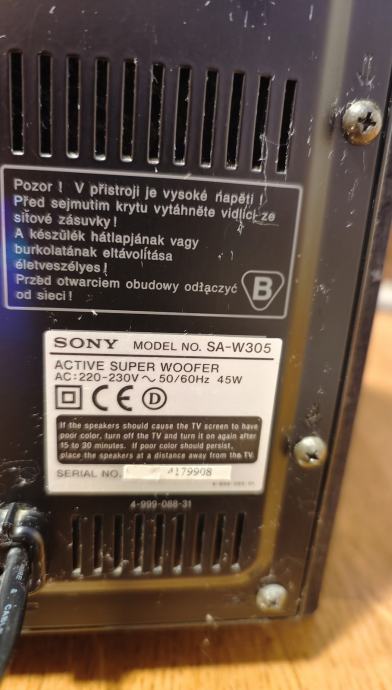 Pozor ! V přistroji je vysoké napětí !
Před sejmutím krytu vytáhněte vidlici ze
síťové zásuvky !
A készülék hátlapjának vagy
burkolatának eltávolítása
életveszélyes !
Przed otwarciem obudowy odłączyć
od sieci !
B
SONY MODEL NO. SA-W305
ACTIVE SUPER WOOFER
AC:220-230V ~ 50/60Hz 45W
CE D
If the speakers should cause the TV screen to have
poor color, turn off the TV and turn it on again after
15 to 30 minutes. If poor color should persist,
place the speakers at a distance away from the TV.
SERIAL NO. 4179908
4-999-088-31